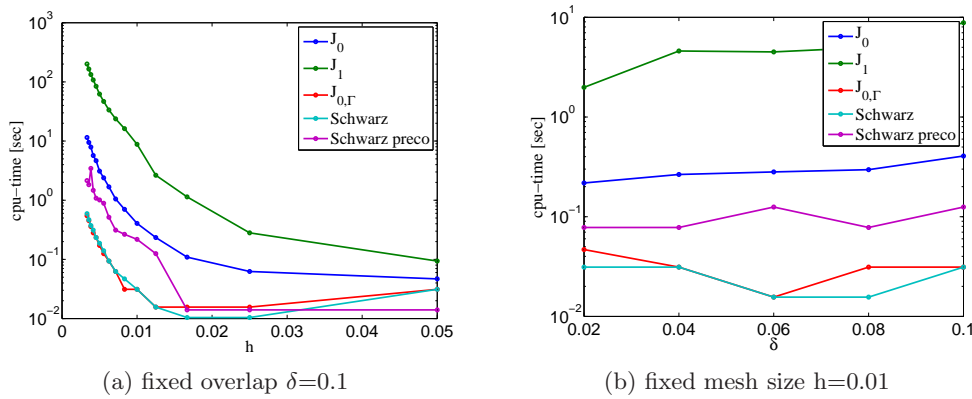 10^3
10^2
10^1
10^0
10^-1
10^-2
cpu-time [sec]
0
0.01
0.02
0.03
0.04
0.05
h
J_0
J_1
J_0,Γ
Schwarz
Schwarz preco
(a) fixed overlap δ=0.1
10^1
10^0
10^-1
10^-2
cpu-time [sec]
0.02
0.04
0.06
0.08
0.1
δ
J_0
J_1
J_0,Γ
Schwarz
Schwarz preco
(b) fixed mesh size h=0.01